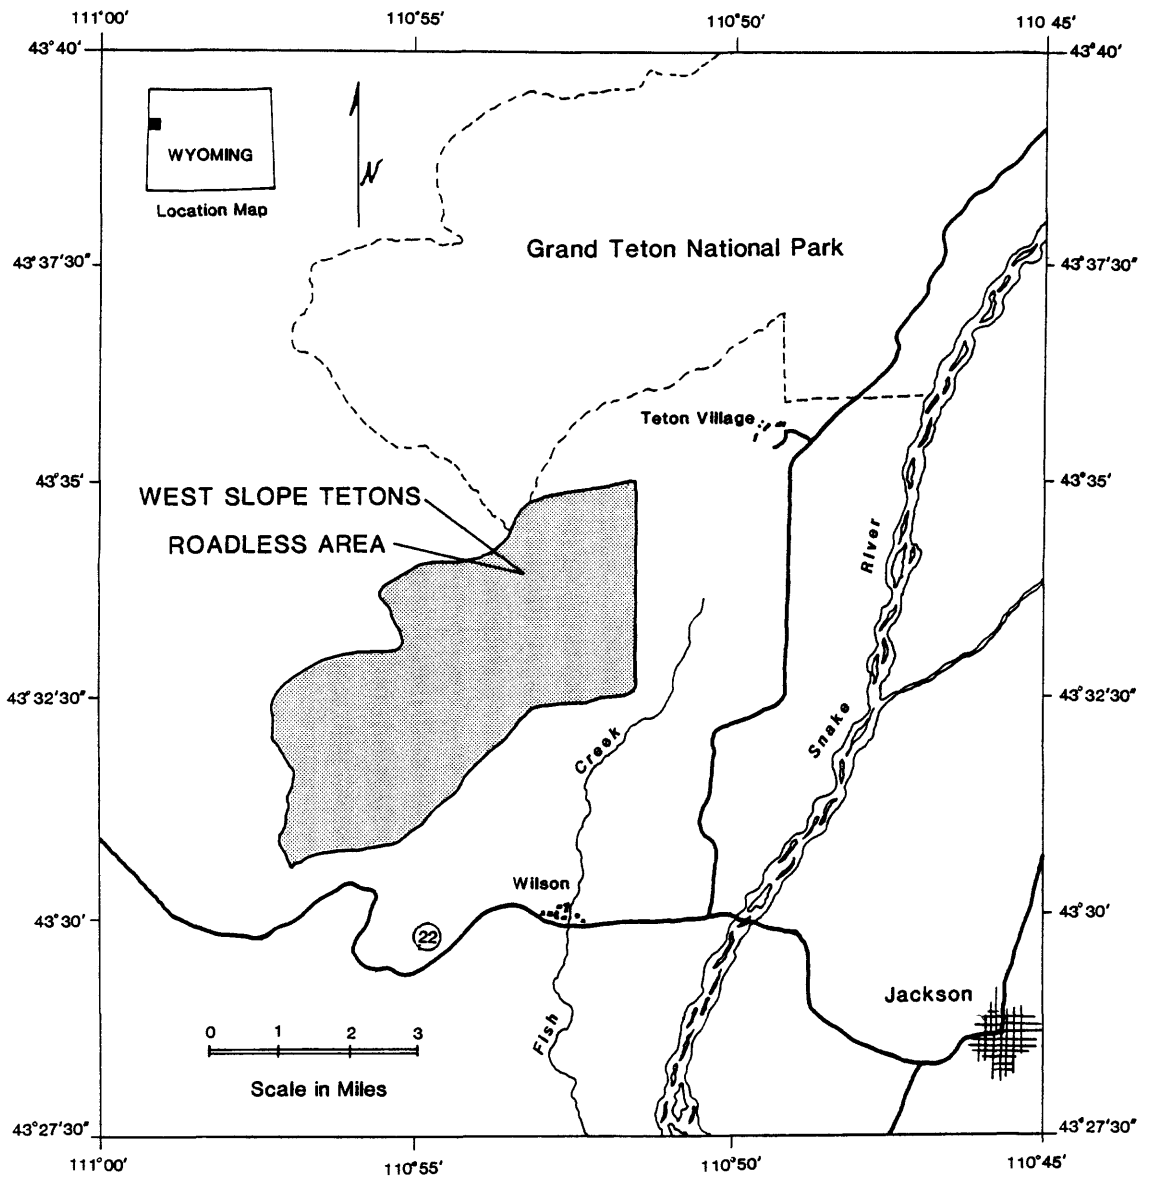 111°00′ 110°55′ 110°50′ 110 45′
43°40′ 43°40′
WYOMING
N
Location Map
Grand Teton National Park
43°37′30″ 43°37′30″
Teton Village
43°35′ 43°35′
WEST SLOPE TETONS
ROADLESS AREA
River
43°32′30″ 43°32′30″
Snake
Creek
Wilson
43°30′ 43°30′
22
Jackson
Fish
0 1 2 3
Scale in Miles
43°27′30″ 43°27′30″
111°00′ 110°55′ 110°50′ 110°45′